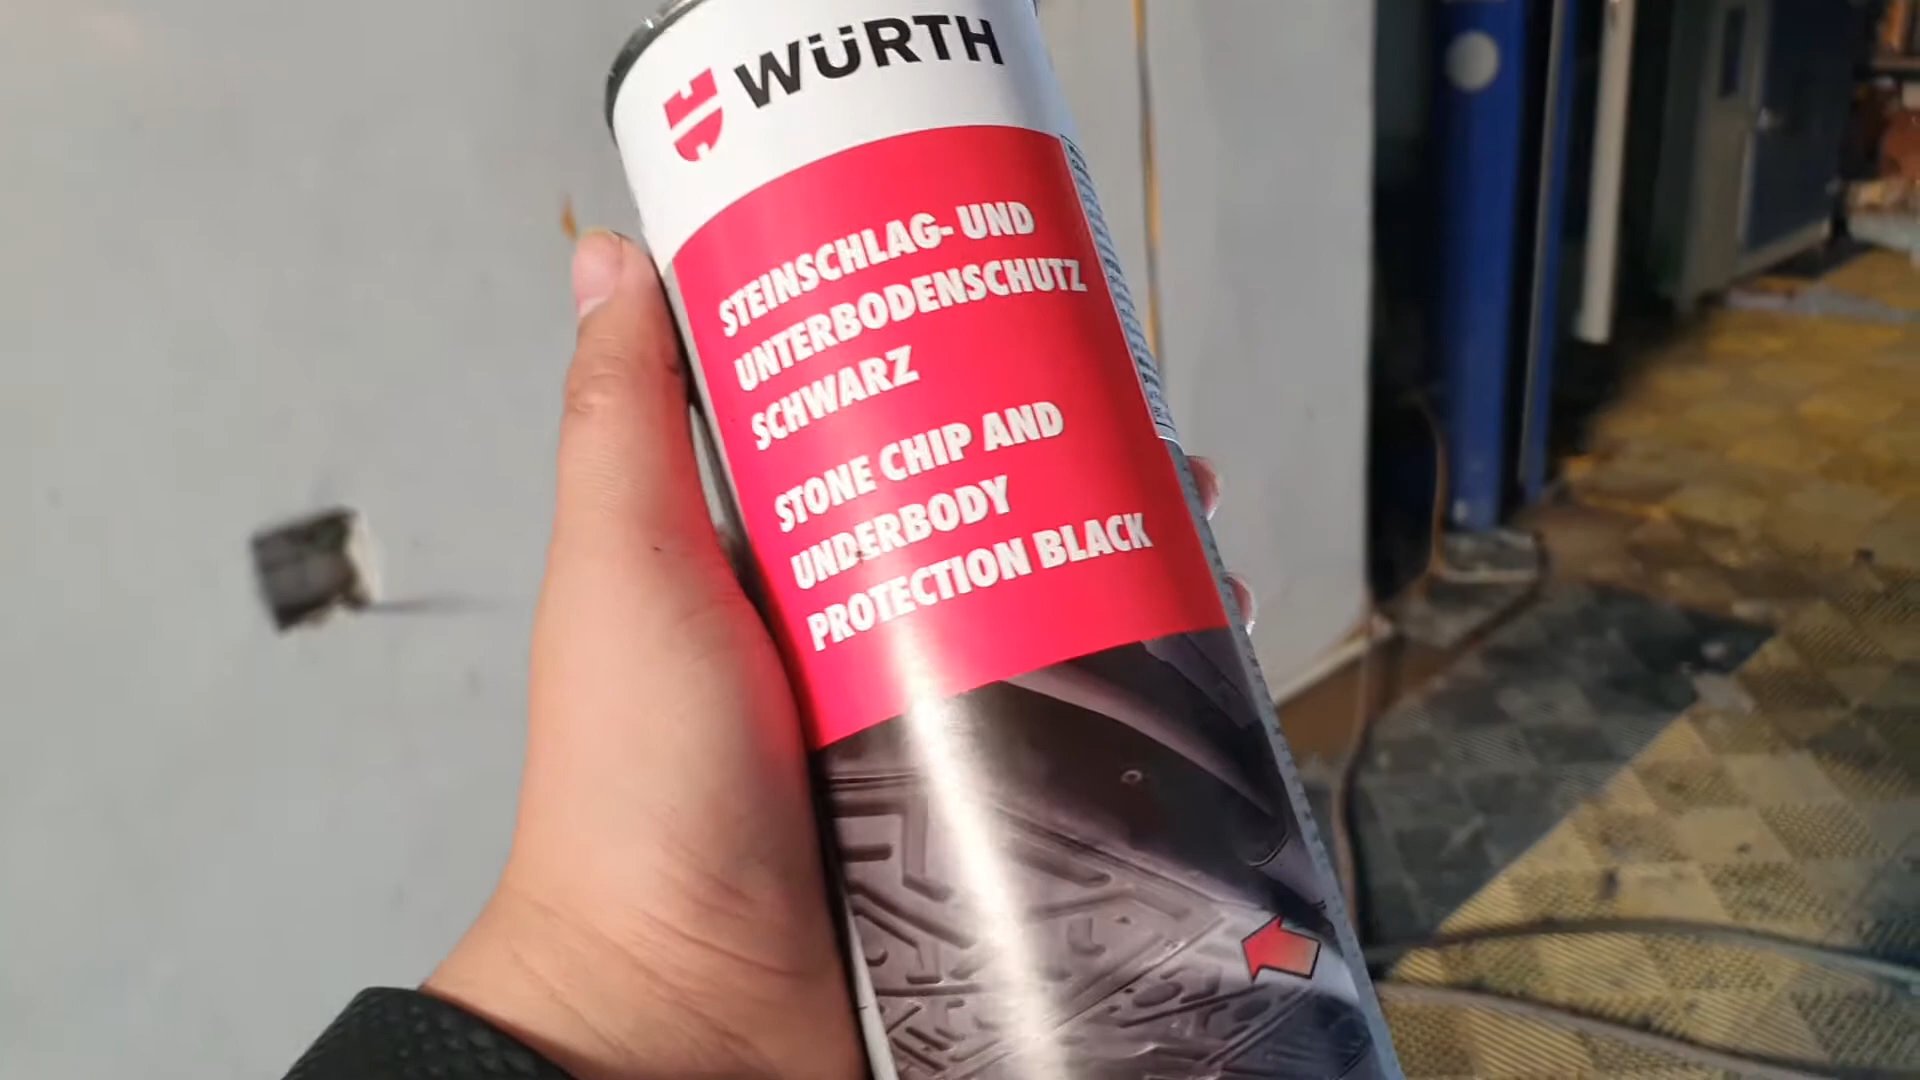 WÜRTH
STEINSCHLAG- UND
UNTERBODENSCHUTZ
SCHWARZ
STONE CHIP AND
UNDERBODY
PROTECTION BLACK